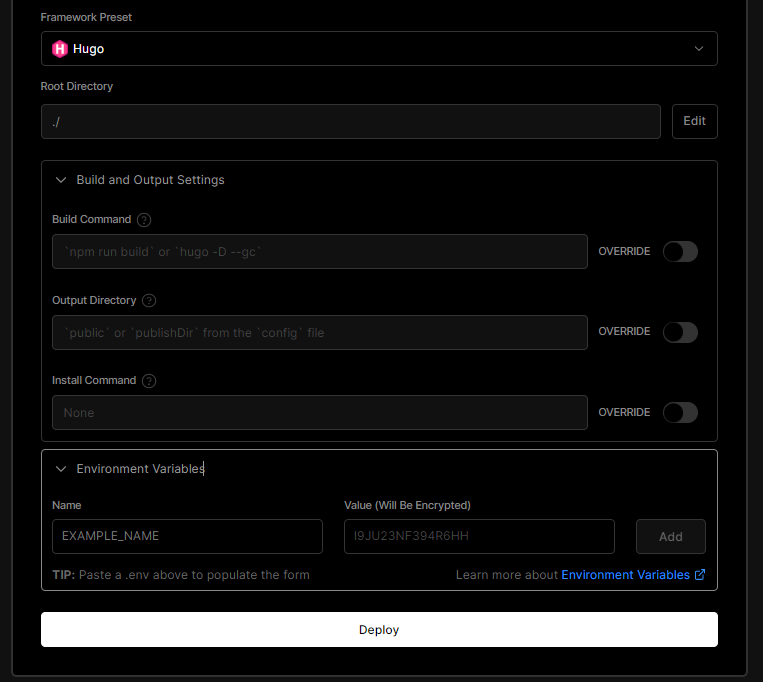 Framework Preset
H Hugo
Root Directory
./
Edit
Build and Output Settings
Build Command ?
`npm run build` or `hugo -D --gc`
OVERRIDE
Output Directory ?
`public` or `publishDir` from the `config` file
OVERRIDE
Install Command ?
None
OVERRIDE
Environment Variables
Name
Value (Will Be Encrypted)
EXAMPLE_NAME
I9JU23NF394R6HH
Add
TIP: Paste a .env above to populate the form
Learn more about Environment Variables
Deploy